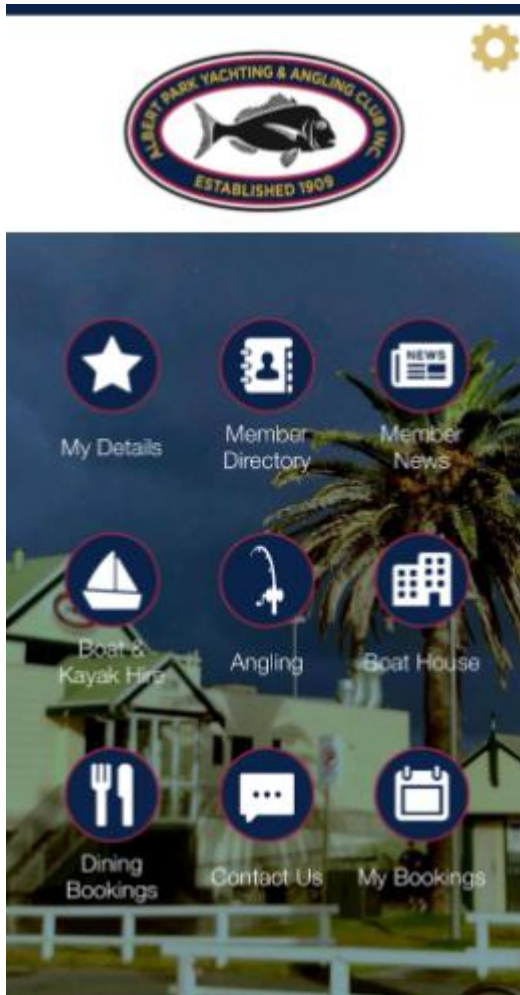 ALBERT PARK YACHTING & ANGLING CLUB INC.
ESTABLISHED 1909
NEWS
My Details
Member
Directory
Member
News
Boat &
Kayak Hire
Angling
Boat House
Dining
Bookings
Contact Us
My Bookings